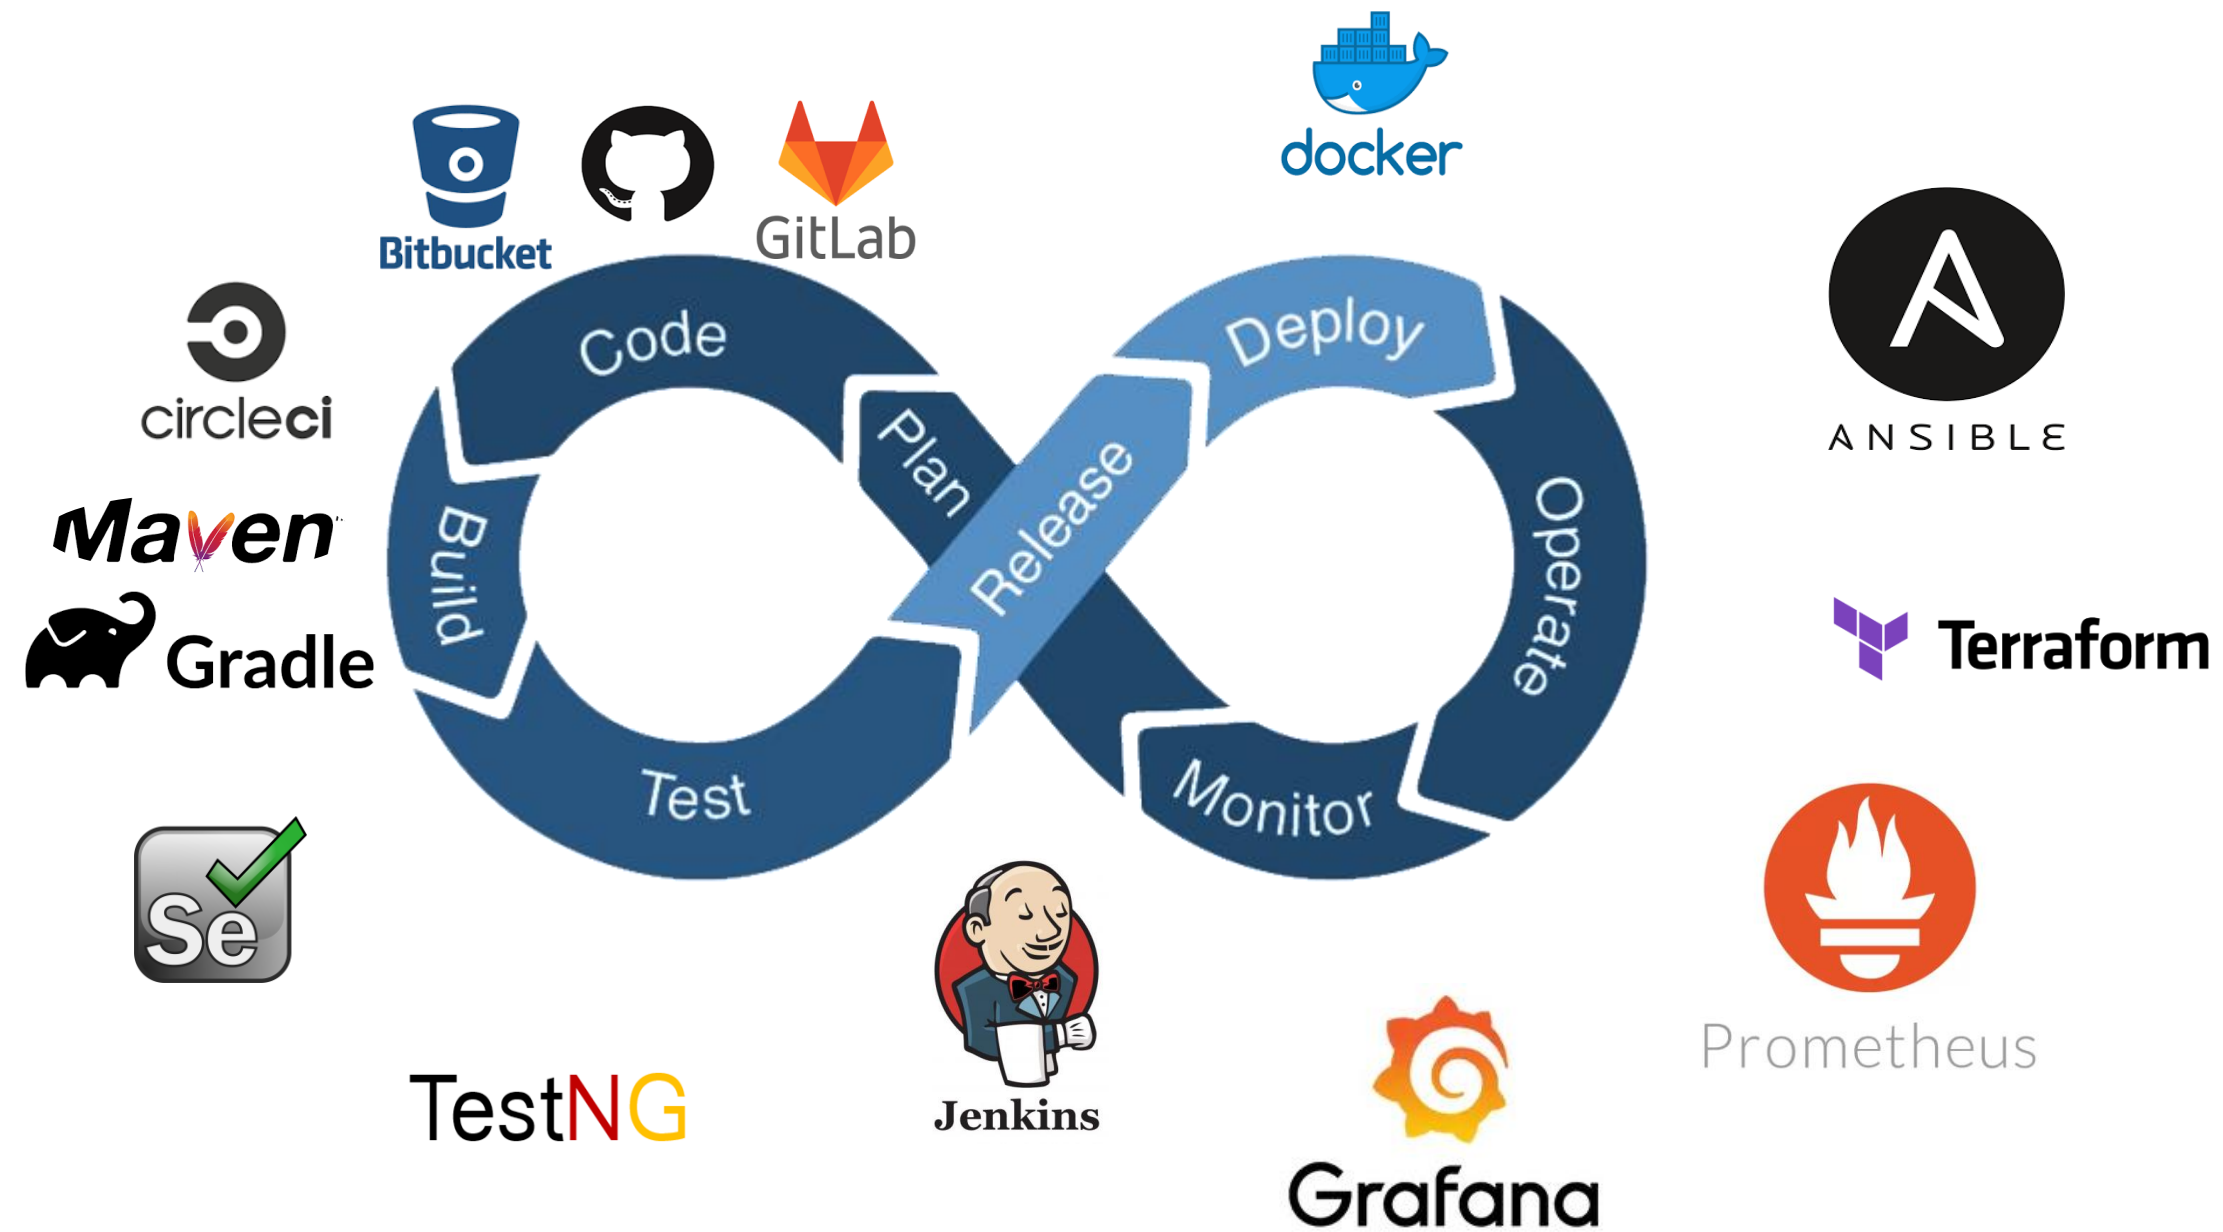 docker
Bitbucket
GitLab
circleci
ANSIBLE
Code
Deploy
Plan
Release
Build
Operate
Maven
Gradle
Terraform
Test
Monitor
Se
Prometheus
Jenkins
TestNG
Grafana